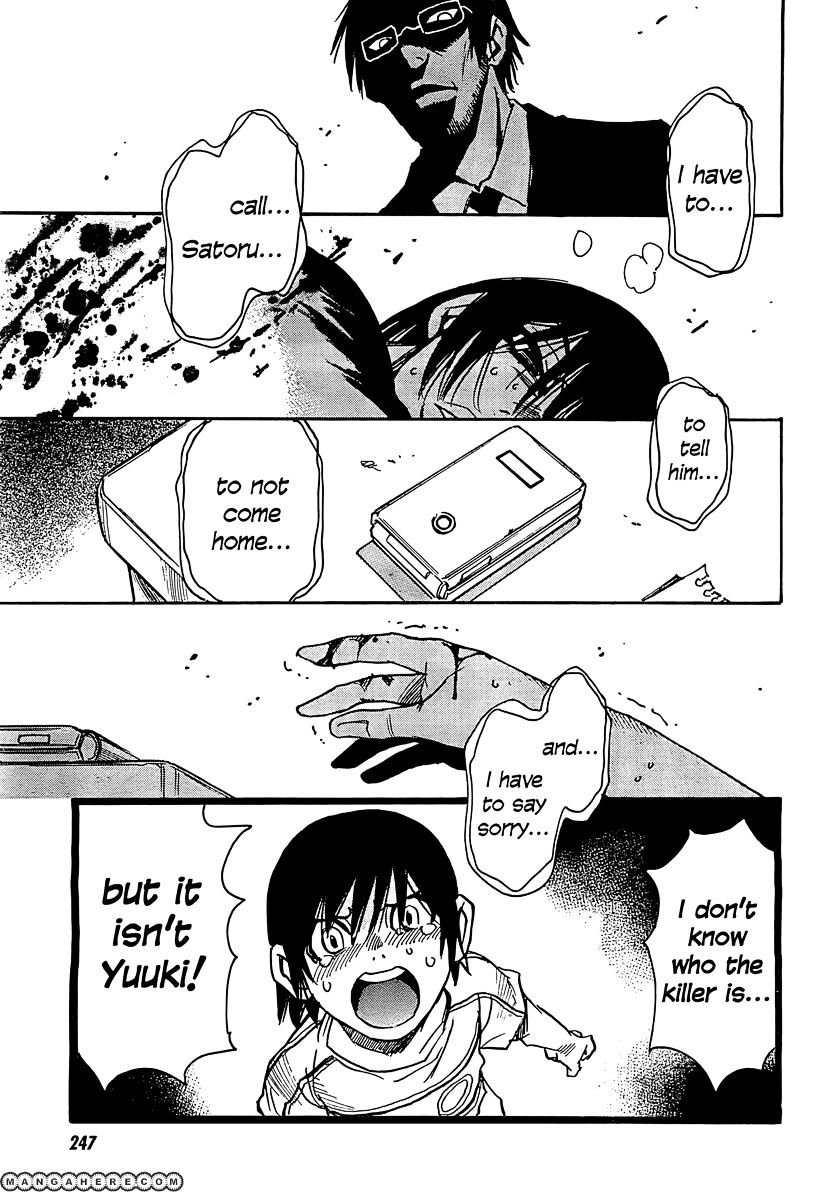 I have
to...
call...
Satoru...
to
tell
him...
to not
come
home...
and...
I have
to say
sorry...
I don't
know
who the
killer is...
but it
isn't
Yuuki!
247
MANGAHERE.COM